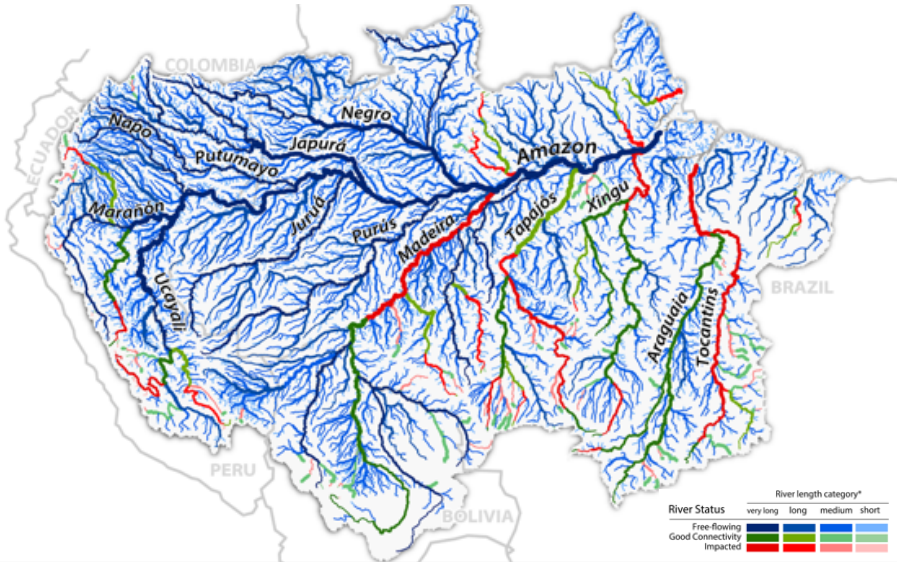 COLOMBIA
ECUADOR
Negro
Napo
Japurá
Amazon
Putumayo
Marañón
Juruá
Purús
Madeira
Tapajós
Xingu
Ucayali
BRAZIL
Araguaia
Tocantins
PERU
BOLIVIA
River length category*
River Status very long long medium short
Free-flowing
Good Connectivity
Impacted